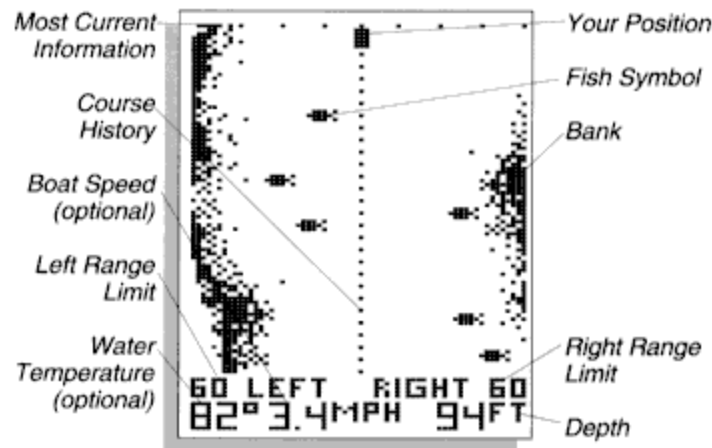 Most Current
Information
Course
History
Boat Speed
(optional)
Left Range
Limit
Water
Temperature
(optional)
Your Position
Fish Symbol
Bank
Right Range
Limit
Depth
60 LEFT RIGHT 60
82° 3.4MPH 94FT